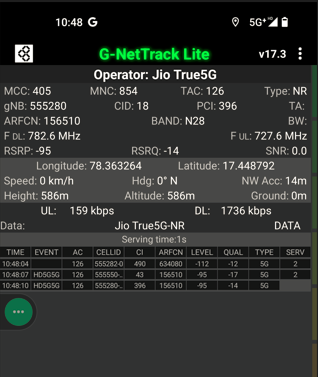 10:48 G 5G+
G-NetTrack Lite v17.3
Operator: Jio True5G
MCC: 405 MNC: 854 TAC: 126 Type: NR
gNB: 555280 CID: 18 PCI: 396 TA:
ARFCN: 156510 BAND: N28 BW:
F DL: 782.6 MHz F UL: 727.6 MHz
RSRP: -95 RSRQ: -14 SNR: 0.0
Longitude: 78.363264 Latitude: 17.448792
Speed: 0 km/h Hdg: 0° N NW Acc: 14m
Height: 586m Altitude: 586m Ground: 0m
UL: 159 kbps DL: 1736 kbps
Data: Jio True5G-NR DATA
Serving time:1s
TIME EVENT AC CELLID CI ARFCN LEVEL QUAL TYPE SERV
10:48:04 126 555282-0 490 634080 -112 -12 5G 2
10:48:07 HD5G5G 126 555550-.. 43 156510 -95 -17 5G 2
10:48:10 HD5G5G 126 555280-.. 396 156510 -95 -14 5G